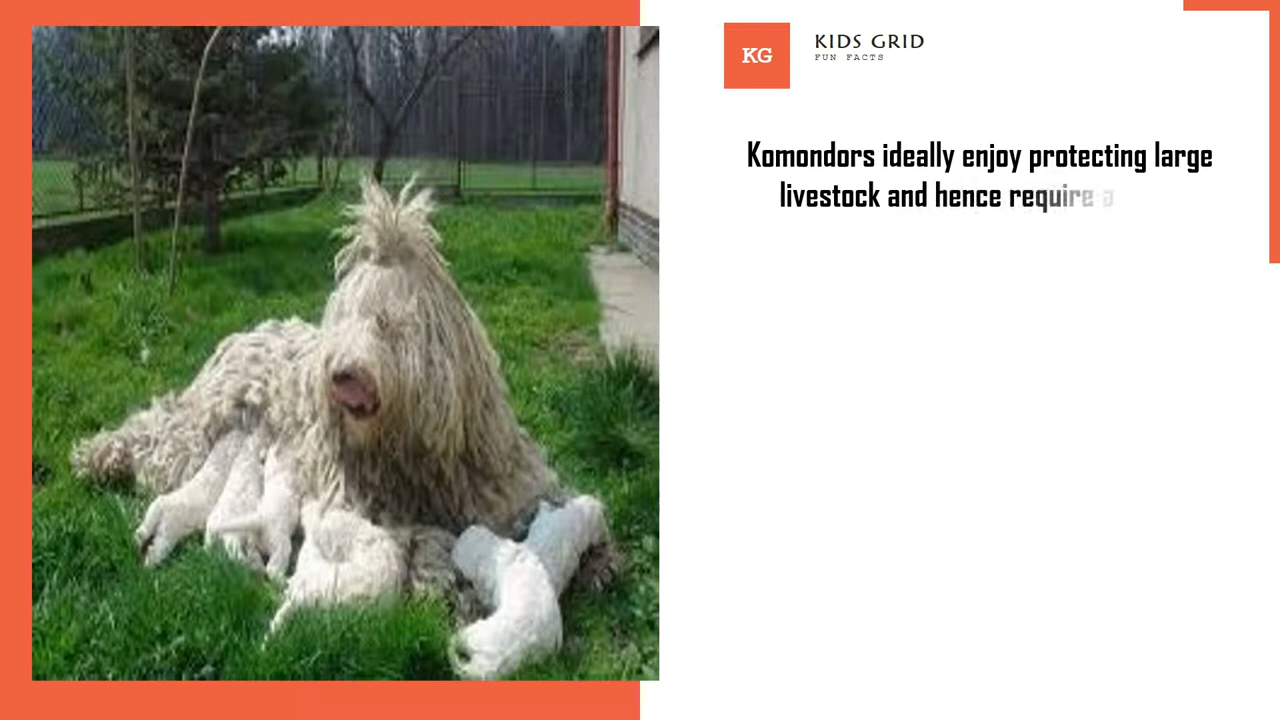 KG
KIDS GRID
FUN FACTS
Komondors ideally enjoy protecting large
livestock and hence require a